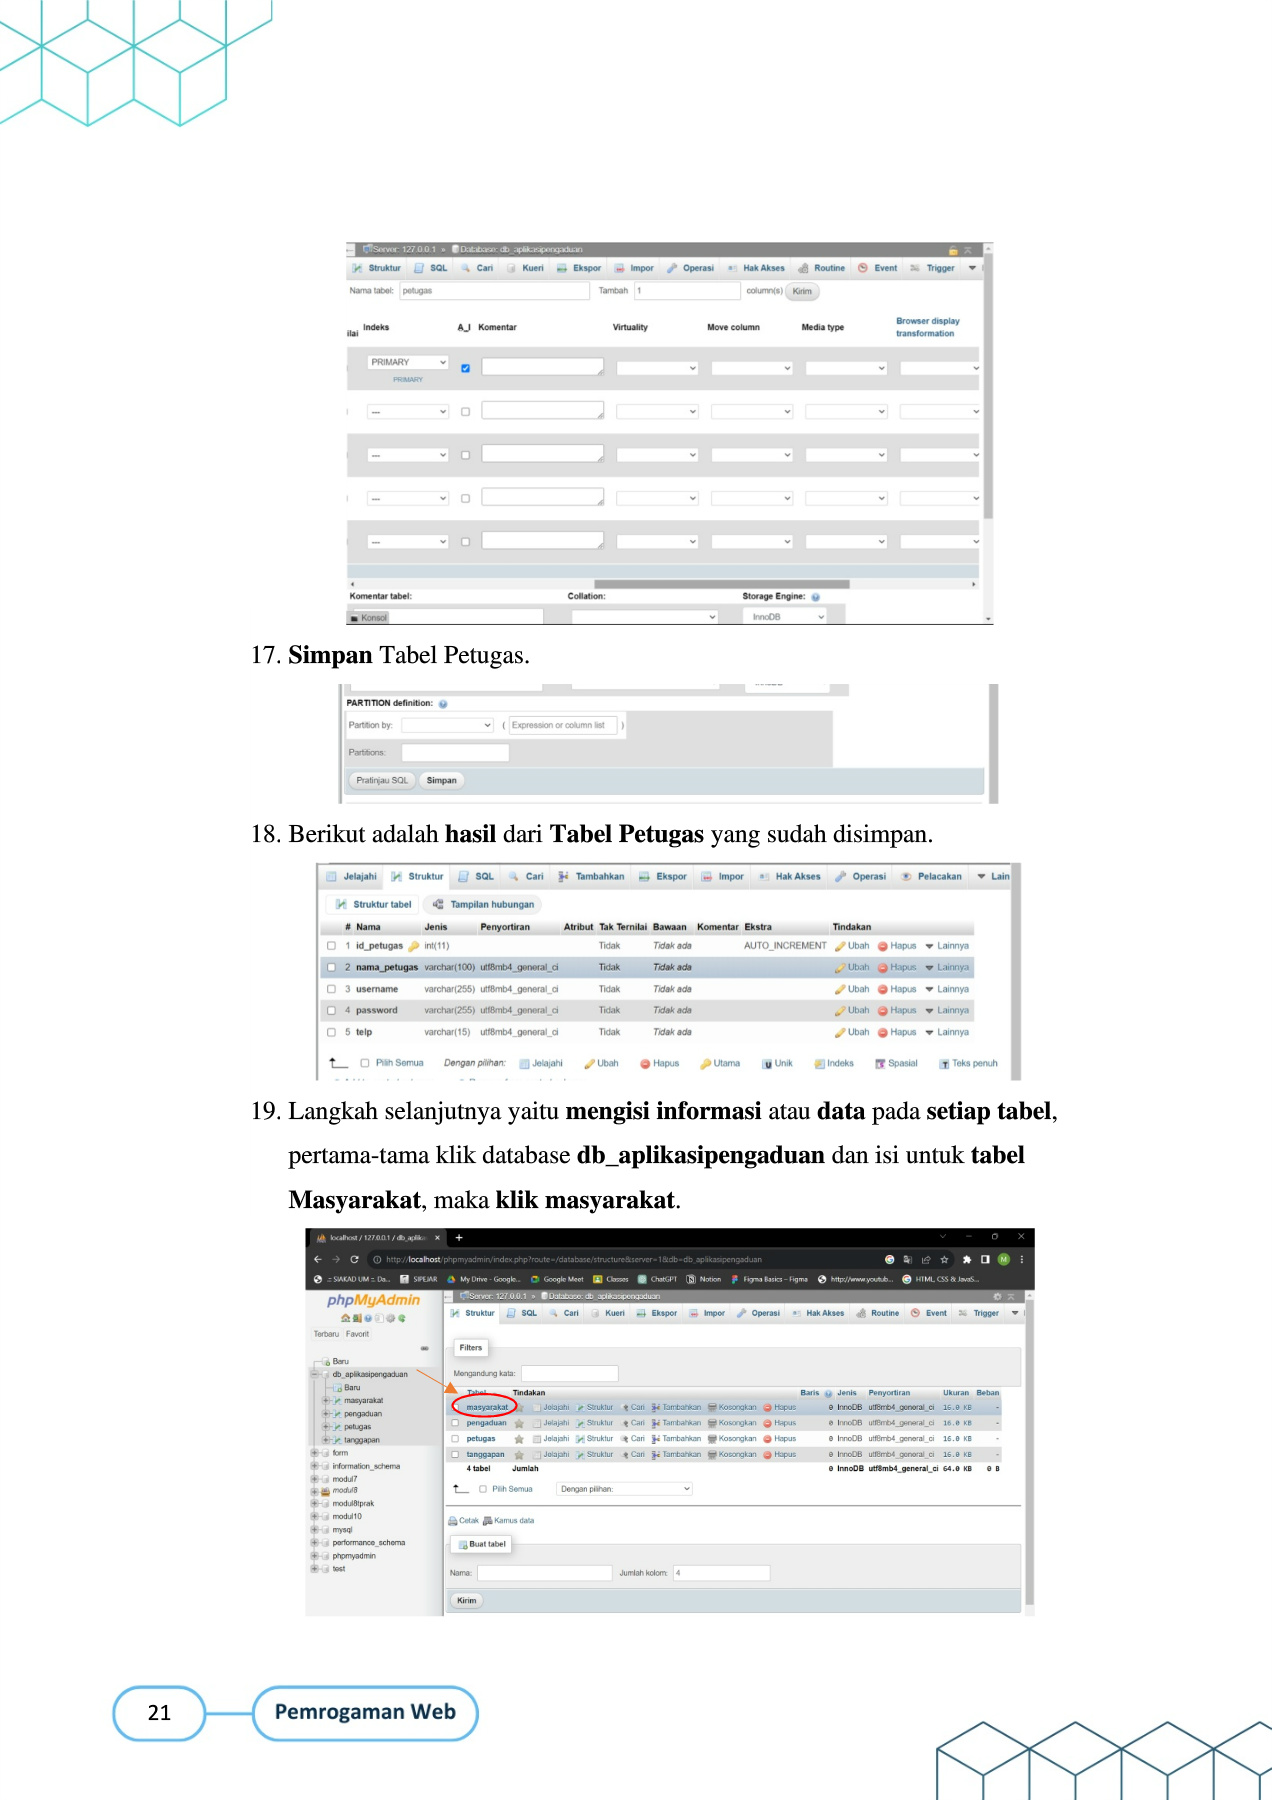 Server: 127.0.0.1 » Database: db_aplikasipengaduan
Struktur SQL Cari Kueri Ekspor Impor Operasi Hak Akses Routine Event Trigger
Nama tabel: petugas Tambah 1 column(s) Kirim
ilai Indeks A_I Komentar Virtuality Move column Media type Browser display transformation
PRIMARY
PRIMARY
---
---
---
---
Komentar tabel: Collation: Storage Engine:
Konsol InnoDB
17. Simpan Tabel Petugas.
PARTITION definition:
Partition by: ( Expression or column list )
Partitions:
Pratinjau SQL Simpan
18. Berikut adalah hasil dari Tabel Petugas yang sudah disimpan.
Jelajahi Struktur SQL Cari Tambahkan Ekspor Impor Hak Akses Operasi Pelacakan Lain
Struktur tabel Tampilan hubungan
# Nama Jenis Penyortiran Atribut Tak Ternilai Bawaan Komentar Ekstra Tindakan
1 id_petugas int(11) Tidak Tidak ada AUTO_INCREMENT Ubah Hapus Lainnya
2 nama_petugas varchar(100) utf8mb4_general_ci Tidak Tidak ada Ubah Hapus Lainnya
3 username varchar(255) utf8mb4_general_ci Tidak Tidak ada Ubah Hapus Lainnya
4 password varchar(255) utf8mb4_general_ci Tidak Tidak ada Ubah Hapus Lainnya
5 telp varchar(15) utf8mb4_general_ci Tidak Tidak ada Ubah Hapus Lainnya
Pilih Semua Dengan pilihan: Jelajahi Ubah Hapus Utama Unik Indeks Spasial Teks penuh
19. Langkah selanjutnya yaitu mengisi informasi atau data pada setiap tabel,
pertama-tama klik database db_aplikasipengaduan dan isi untuk tabel
Masyarakat, maka klik masyarakat.
localhost / 127.0.0.1 / db_aplika
http://localhost/phpmyadmin/index.php?route=/database/structure&server=1&db=db_aplikasipengaduan
.:: SIAKAD UM ::. Da... SIPEJAR My Drive - Google... Google Meet Classes ChatGPT Notion Figma Basics – Figma http://www.youtub... HTML, CSS & JavaS...
phpMyAdmin
Terbaru Favorit
Baru
db_aplikasipengaduan
Baru
masyarakat
pengaduan
petugas
tanggapan
form
information_schema
modul7
modul8
modul8tprak
modul10
mysql
performance_schema
phpmyadmin
test
Server: 127.0.0.1 » Database: db_aplikasipengaduan
Struktur SQL Cari Kueri Ekspor Impor Operasi Hak Akses Routine Event Trigger
Filters
Mengandung kata:
Tabel Tindakan Baris Jenis Penyortiran Ukuran Beban
masyarakat Jelajahi Struktur Cari Tambahkan Kosongkan Hapus 0 InnoDB utf8mb4_general_ci 16.0 KB -
pengaduan Jelajahi Struktur Cari Tambahkan Kosongkan Hapus 0 InnoDB utf8mb4_general_ci 16.0 KB -
petugas Jelajahi Struktur Cari Tambahkan Kosongkan Hapus 0 InnoDB utf8mb4_general_ci 16.0 KB -
tanggapan Jelajahi Struktur Cari Tambahkan Kosongkan Hapus 0 InnoDB utf8mb4_general_ci 16.0 KB -
4 tabel Jumlah 0 InnoDB utf8mb4_general_ci 64.0 KB 0 B
Pilih Semua Dengan pilihan:
Cetak Kamus data
Buat tabel
Nama: Jumlah kolom: 4
Kirim
21 Pemrogaman Web